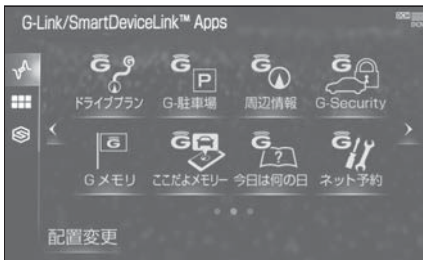 G-Link/SmartDeviceLink™ Apps
G
G P
G
G
ドライブプラン G-駐車場 周辺情報 G-Security
G
G
G ?
G
Gメモリ ここだよメモリー 今日は何の日 ネット予約
配置変更